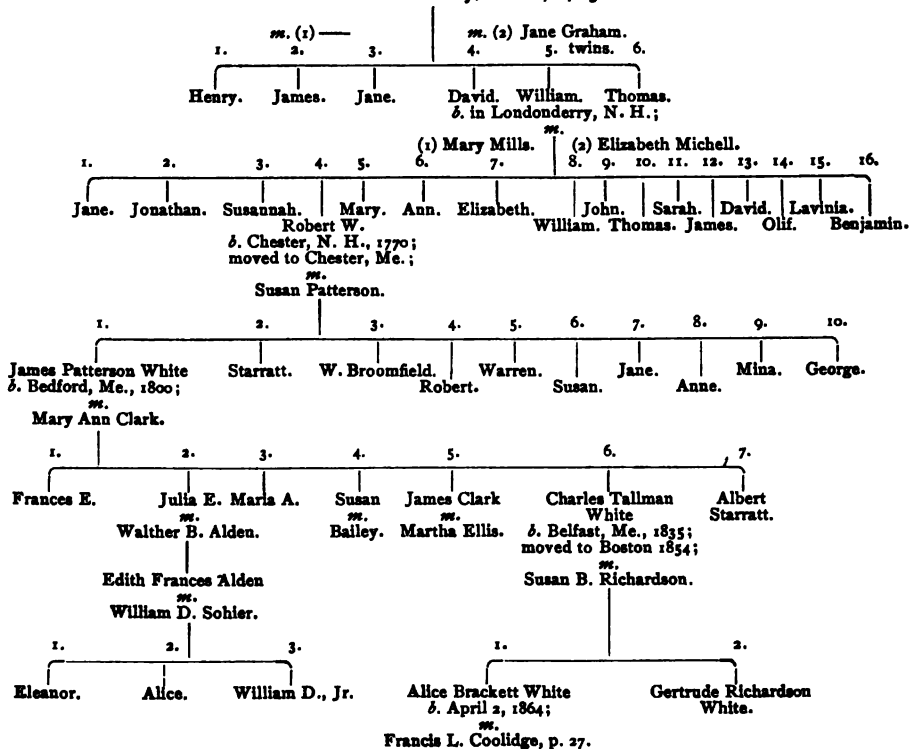 m. (1) —— m. (2) Jane Graham.
1. 2. 3. 4. 5. twins. 6.
Henry. James. Jane. David. William. Thomas.
b. in Londonderry, N. H.;
m.
(1) Mary Mills. (2) Elizabeth Michell.
1. 2. 3. 4. 5. 6. 7. 8. 9. 10. 11. 12. 13. 14. 15. 16.
Jane. Jonathan. Susannah. Mary. Ann. Elizabeth. John. Sarah. David. Lavinia.
Robert W. William. Thomas. James. Olif. Benjamin.
b. Chester, N. H., 1770;
moved to Chester, Me.;
m.
Susan Patterson.
1. 2. 3. 4. 5. 6. 7. 8. 9. 10.
James Patterson White Starratt. W. Broomfield. Warren. Jane. Mina. George.
b. Bedford, Me., 1800; Robert. Susan. Anne.
m.
Mary Ann Clark.
1. 2. 3. 4. 5. 6. 7.
Frances E. Julia E. Maria A. Susan James Clark Charles Tallman Albert
m. m. m. White Starratt.
Walther B. Alden. Bailey. Martha Ellis. b. Belfast, Me., 1835;
moved to Boston 1854;
m.
Edith Frances Alden Susan B. Richardson.
m.
William D. Sohier.
1. 2. 3. 1. 2.
Eleanor. Alice. William D., Jr. Alice Brackett White Gertrude Richardson
b. April 2, 1864; White.
m.
Francis L. Coolidge, p. 27.